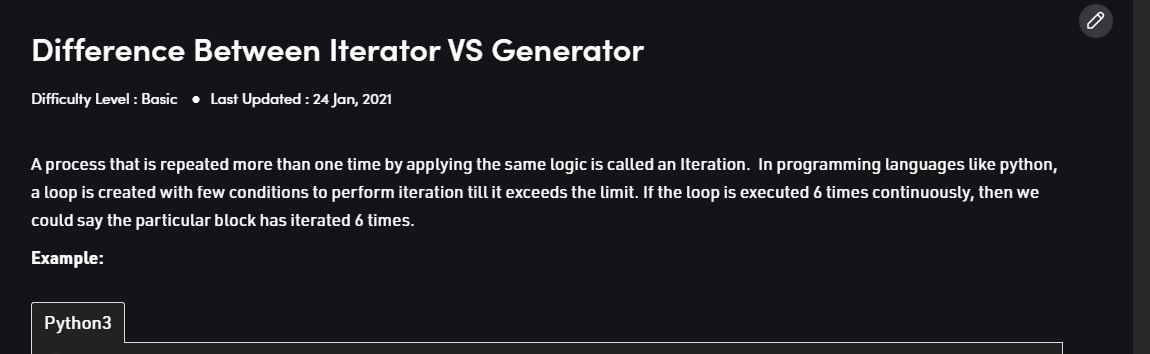 Difference Between Iterator VS Generator
Difficulty Level : Basic ● Last Updated : 24 Jan, 2021
A process that is repeated more than one time by applying the same logic is called an Iteration.  In programming languages like python,
a loop is created with few conditions to perform iteration till it exceeds the limit. If the loop is executed 6 times continuously, then we
could say the particular block has iterated 6 times.
Example:
Python3